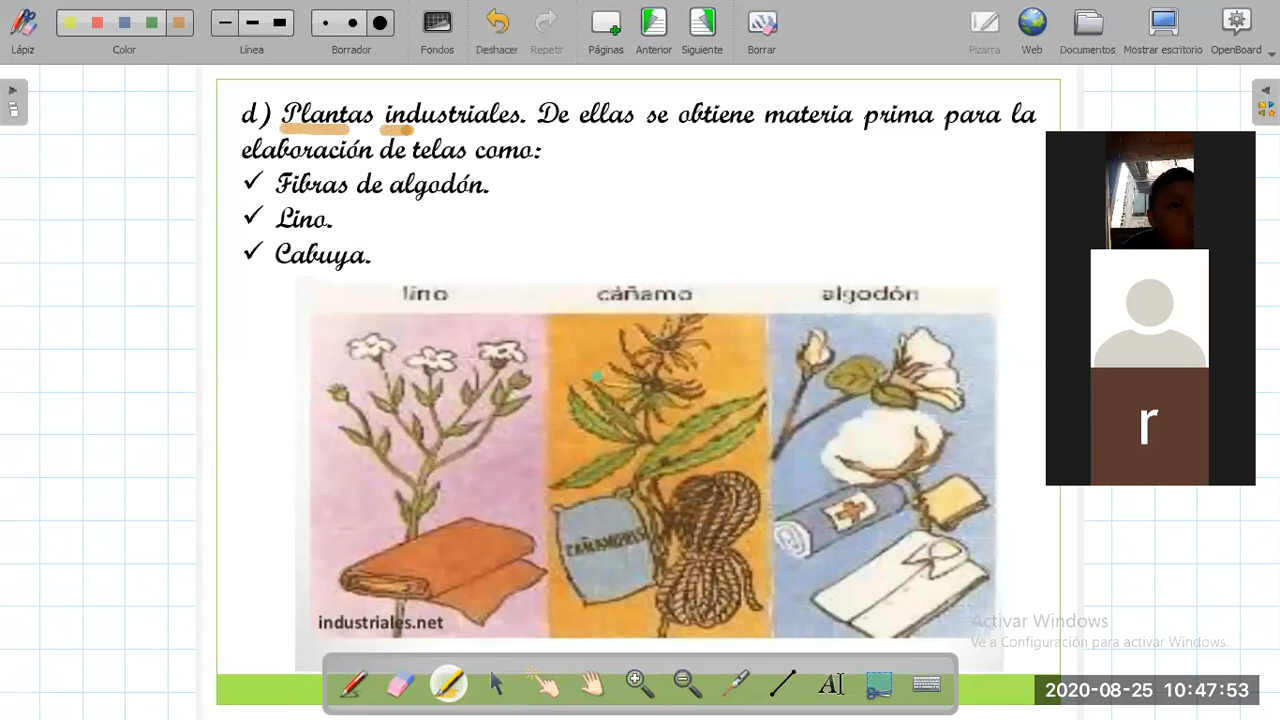 Lápiz
Color
Línea
Borrador
Fondos
Deshacer
Repetir
Páginas
Anterior
Siguiente
Borrar
Pizarra
Web
Documentos
Mostrar escritorio
OpenBoard
d) Plantas industriales. De ellas se obtiene materia prima para la
elaboración de telas como:
✓ Fibras de algodón.
✓ Lino.
✓ Cabuya.
lino
cáñamo
algodón
industriales.net
r
Activar Windows
Ve a Configuración para activar Windows.
AI
2020-08-25 10:47:53